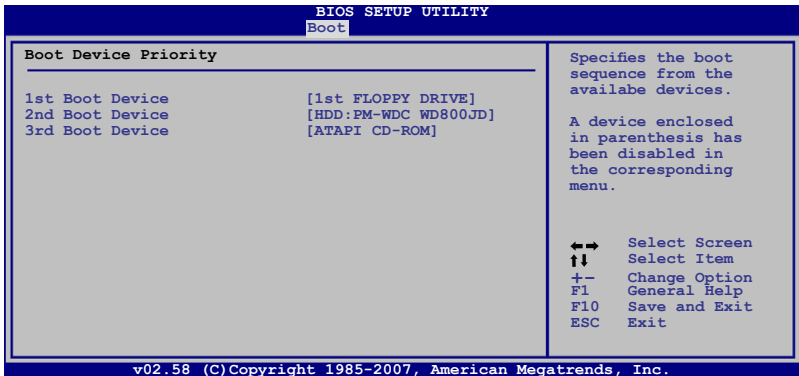 BIOS SETUP UTILITY
Boot
Boot Device Priority
1st Boot Device [1st FLOPPY DRIVE]
2nd Boot Device [HDD:PM-WDC WD800JD]
3rd Boot Device [ATAPI CD-ROM]
Specifies the boot
sequence from the
availabe devices.
A device enclosed
in parenthesis has
been disabled in
the corresponding
menu.
←→ Select Screen
↑↓ Select Item
+- Change Option
F1 General Help
F10 Save and Exit
ESC Exit
v02.58 (C)Copyright 1985-2007, American Megatrends, Inc.